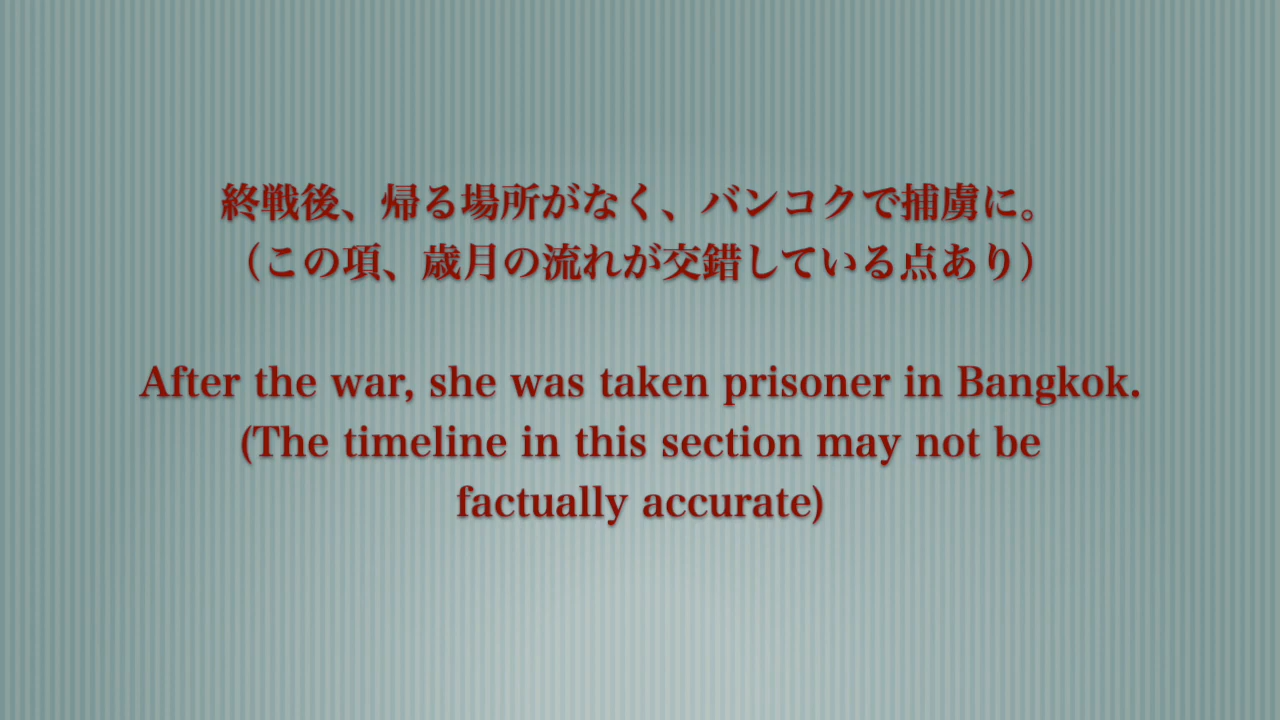 終戦後、帰る場所がなく、バンコクで捕虜に。
（この項、歳月の流れが交錯している点あり）
After the war, she was taken prisoner in Bangkok.
(The timeline in this section may not be
factually accurate)